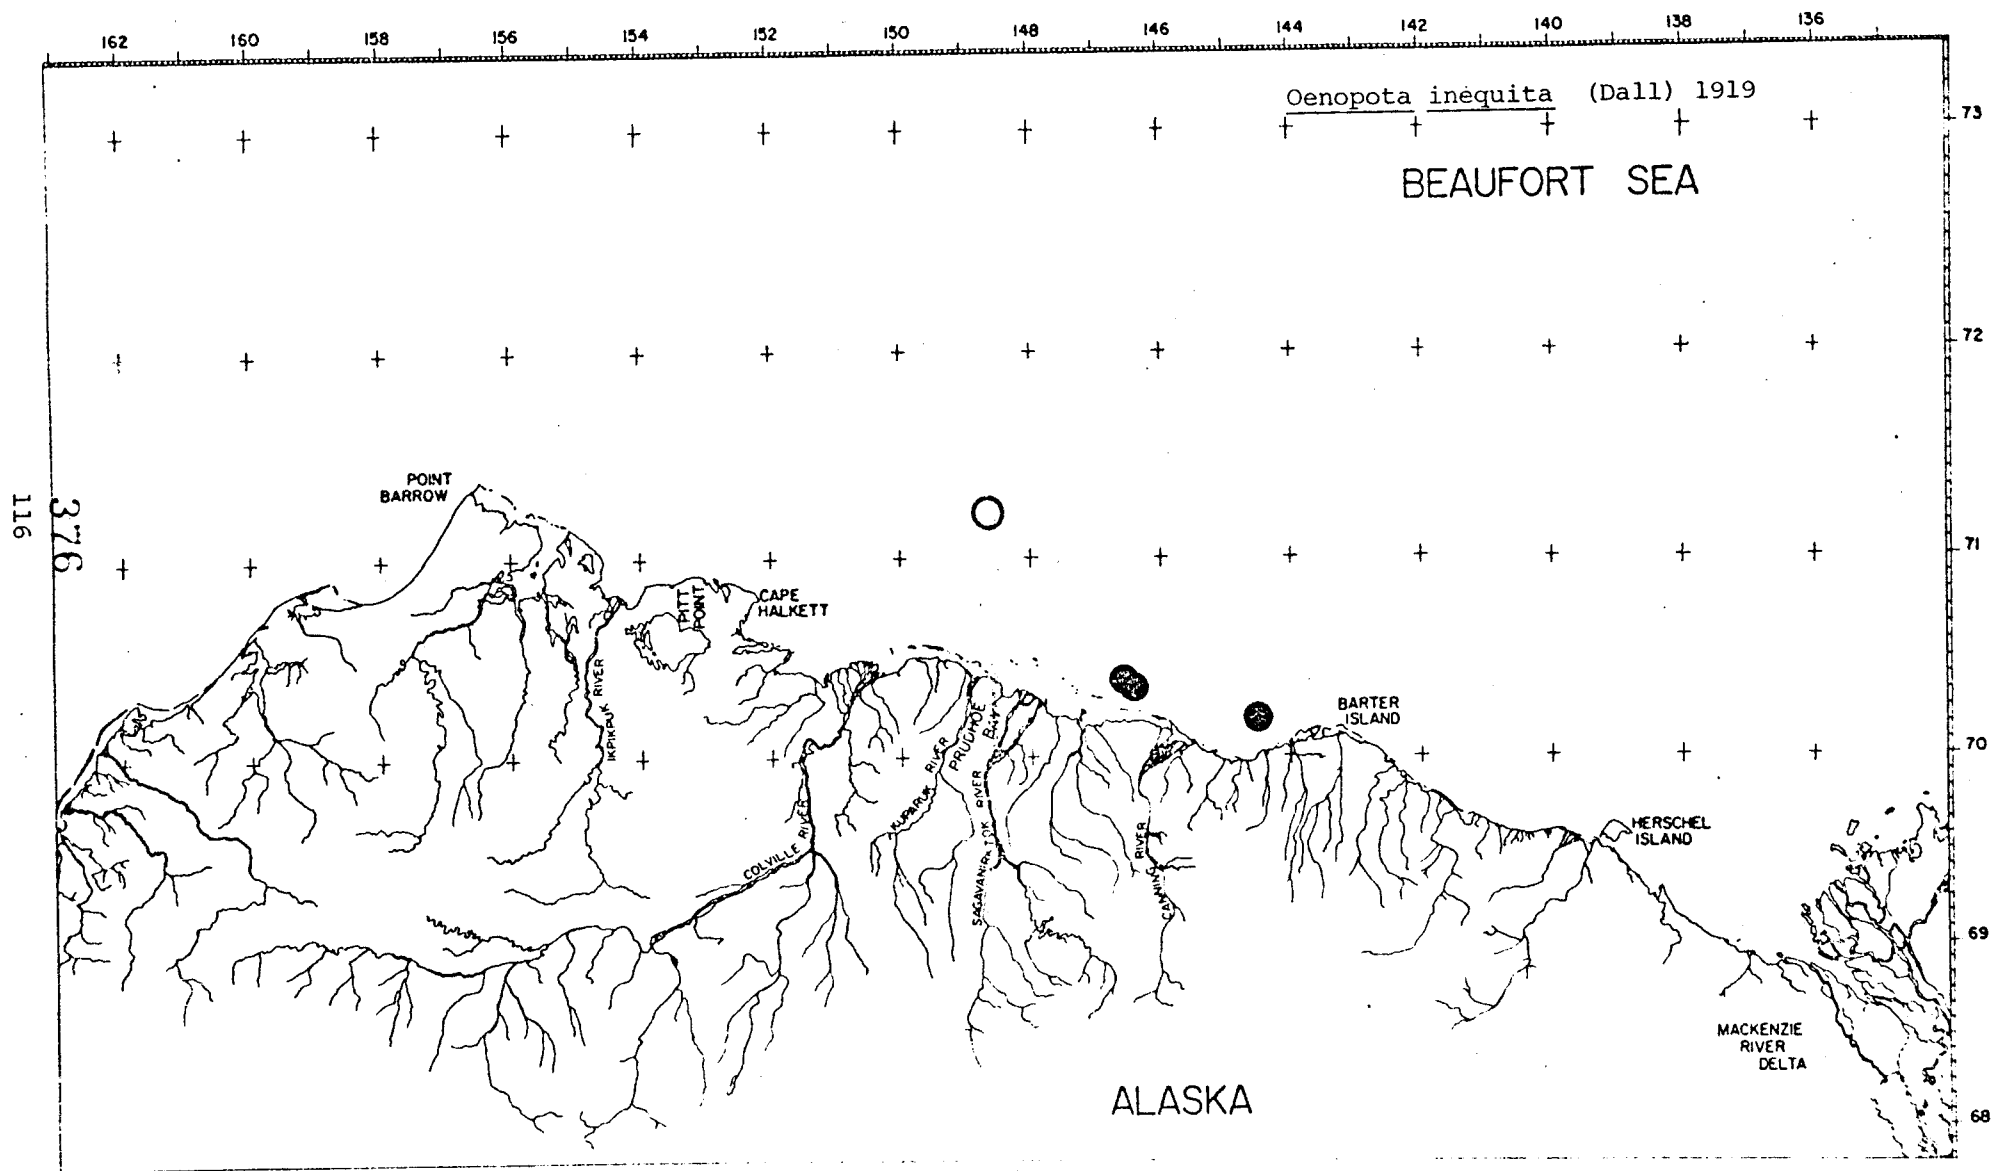 162 160 158 156 154 152 150 148 146 144 142 140 138 136
Oenopota inequita (Dall) 1919
73
BEAUFORT SEA
72
POINT
BARROW
116
376
71
PITT
POINT
CAPE
HALKETT
IKPIKPUK RIVER
BARTER
ISLAND
PRUDHOE
BAY
70
KUPARUK RIVER
SAGAVANIRKTOK RIVER
COLVILLE RIVER
CANNING RIVER
HERSCHEL
ISLAND
69
MACKENZIE
RIVER
DELTA
ALASKA
68